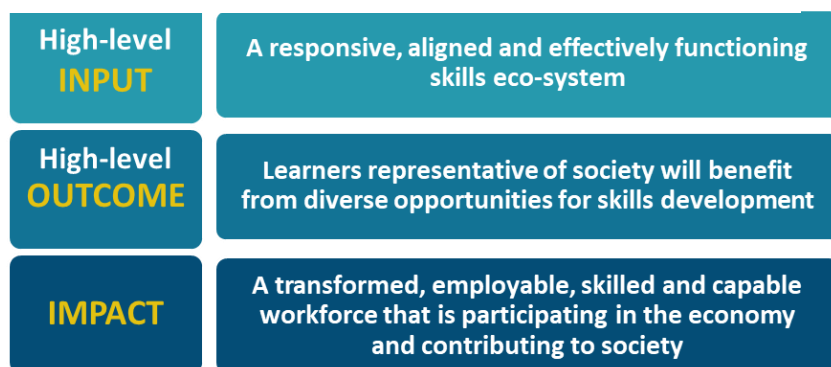 High-level
INPUT
A responsive, aligned and effectively functioning
skills eco-system
High-level
OUTCOME
Learners representative of society will benefit
from diverse opportunities for skills development
IMPACT
A transformed, employable, skilled and capable
workforce that is participating in the economy
and contributing to society